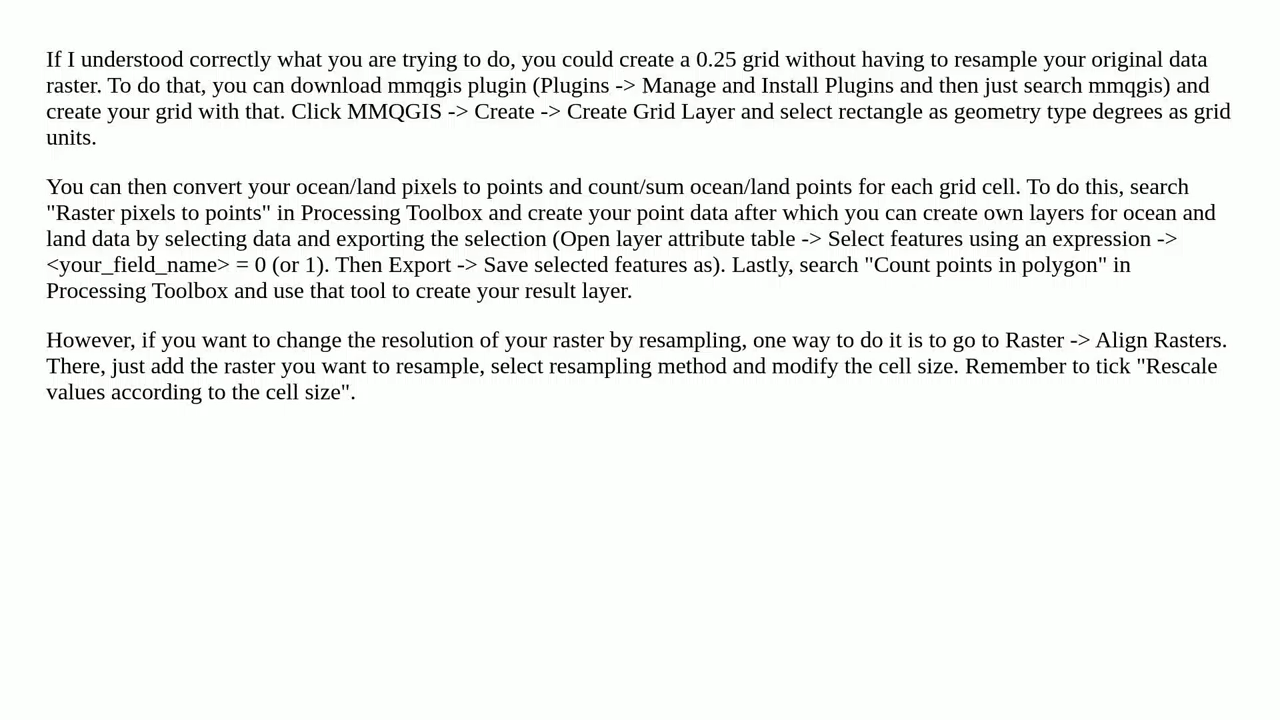 If I understood correctly what you are trying to do, you could create a 0.25 grid without having to resample your original data
raster. To do that, you can download mmqgis plugin (Plugins -> Manage and Install Plugins and then just search mmqgis) and
create your grid with that. Click MMQGIS -> Create -> Create Grid Layer and select rectangle as geometry type degrees as grid
units.
You can then convert your ocean/land pixels to points and count/sum ocean/land points for each grid cell. To do this, search
"Raster pixels to points" in Processing Toolbox and create your point data after which you can create own layers for ocean and
land data by selecting data and exporting the selection (Open layer attribute table -> Select features using an expression ->
<your_field_name> = 0 (or 1). Then Export -> Save selected features as). Lastly, search "Count points in polygon" in
Processing Toolbox and use that tool to create your result layer.
However, if you want to change the resolution of your raster by resampling, one way to do it is to go to Raster -> Align Rasters.
There, just add the raster you want to resample, select resampling method and modify the cell size. Remember to tick "Rescale
values according to the cell size".